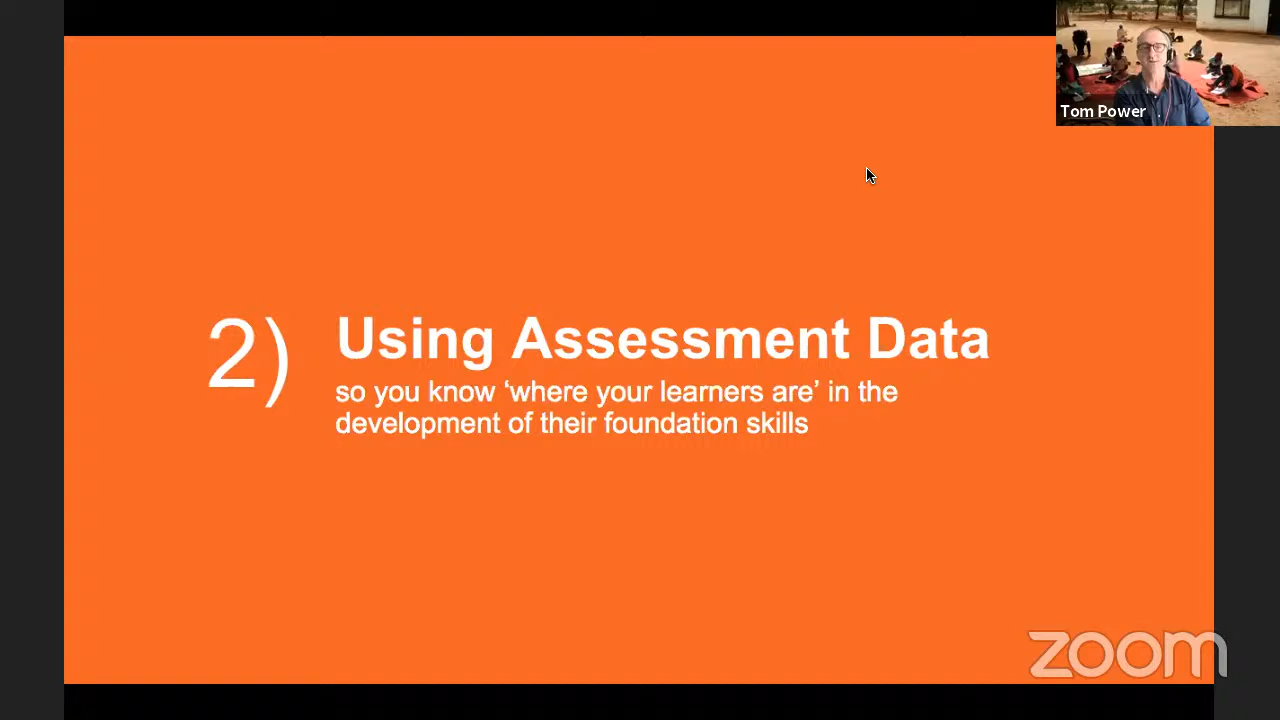 Tom Power
2) Using Assessment Data
so you know ‘where your learners are’ in the
development of their foundation skills
zoom